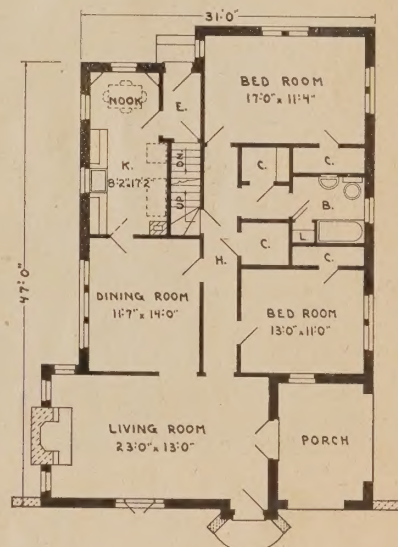 31'·0"
BED ROOM
17'·0" x 11'·4"
NOOK
E.
K.
8'·2" x 17'·2
DN.
UP
C.
C.
B.
L
C.
C.
H.
47'·0"
DINING ROOM
11'·7" x 14'·0"
BED ROOM
13'·0" x 11'·0"
LIVING ROOM
23'·0" x 13'·0"
PORCH